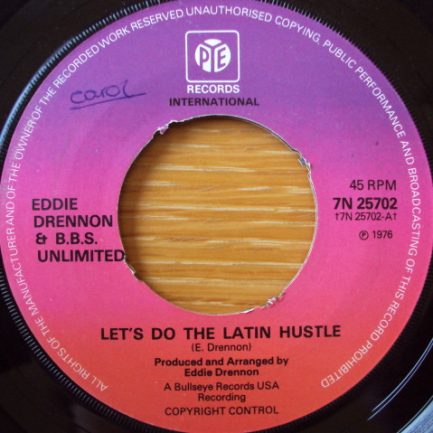 ALL RIGHTS OF THE MANUFACTURER AND OF THE OWNER OF THE RECORDED WORK RESERVED UNAUTHORISED COPYING, PUBLIC PERFORMANCE AND BROADCASTING OF THIS RECORD PROHIBITED
PYE
RECORDS
INTERNATIONAL
carol
EDDIE
DRENNON
& B.B.S.
UNLIMITED
45 RPM
7N 25702
†7N 25702-A†
℗ 1976
LET'S DO THE LATIN HUSTLE
(E. Drennon)
Produced and Arranged by
Eddie Drennon
A Bullseye Records USA
Recording
COPYRIGHT CONTROL